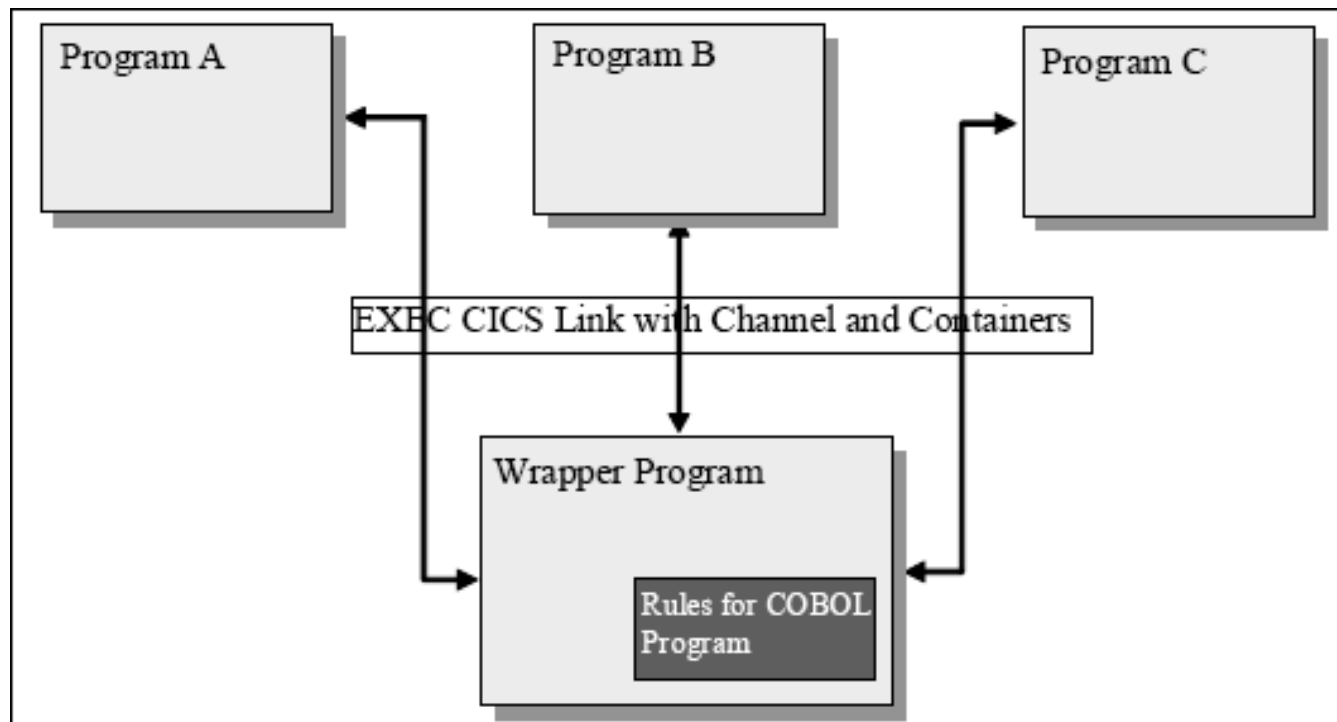 Program A
Program B
Program C
EXEC CICS Link with Channel and Containers
Wrapper Program
Rules for COBOL
Program